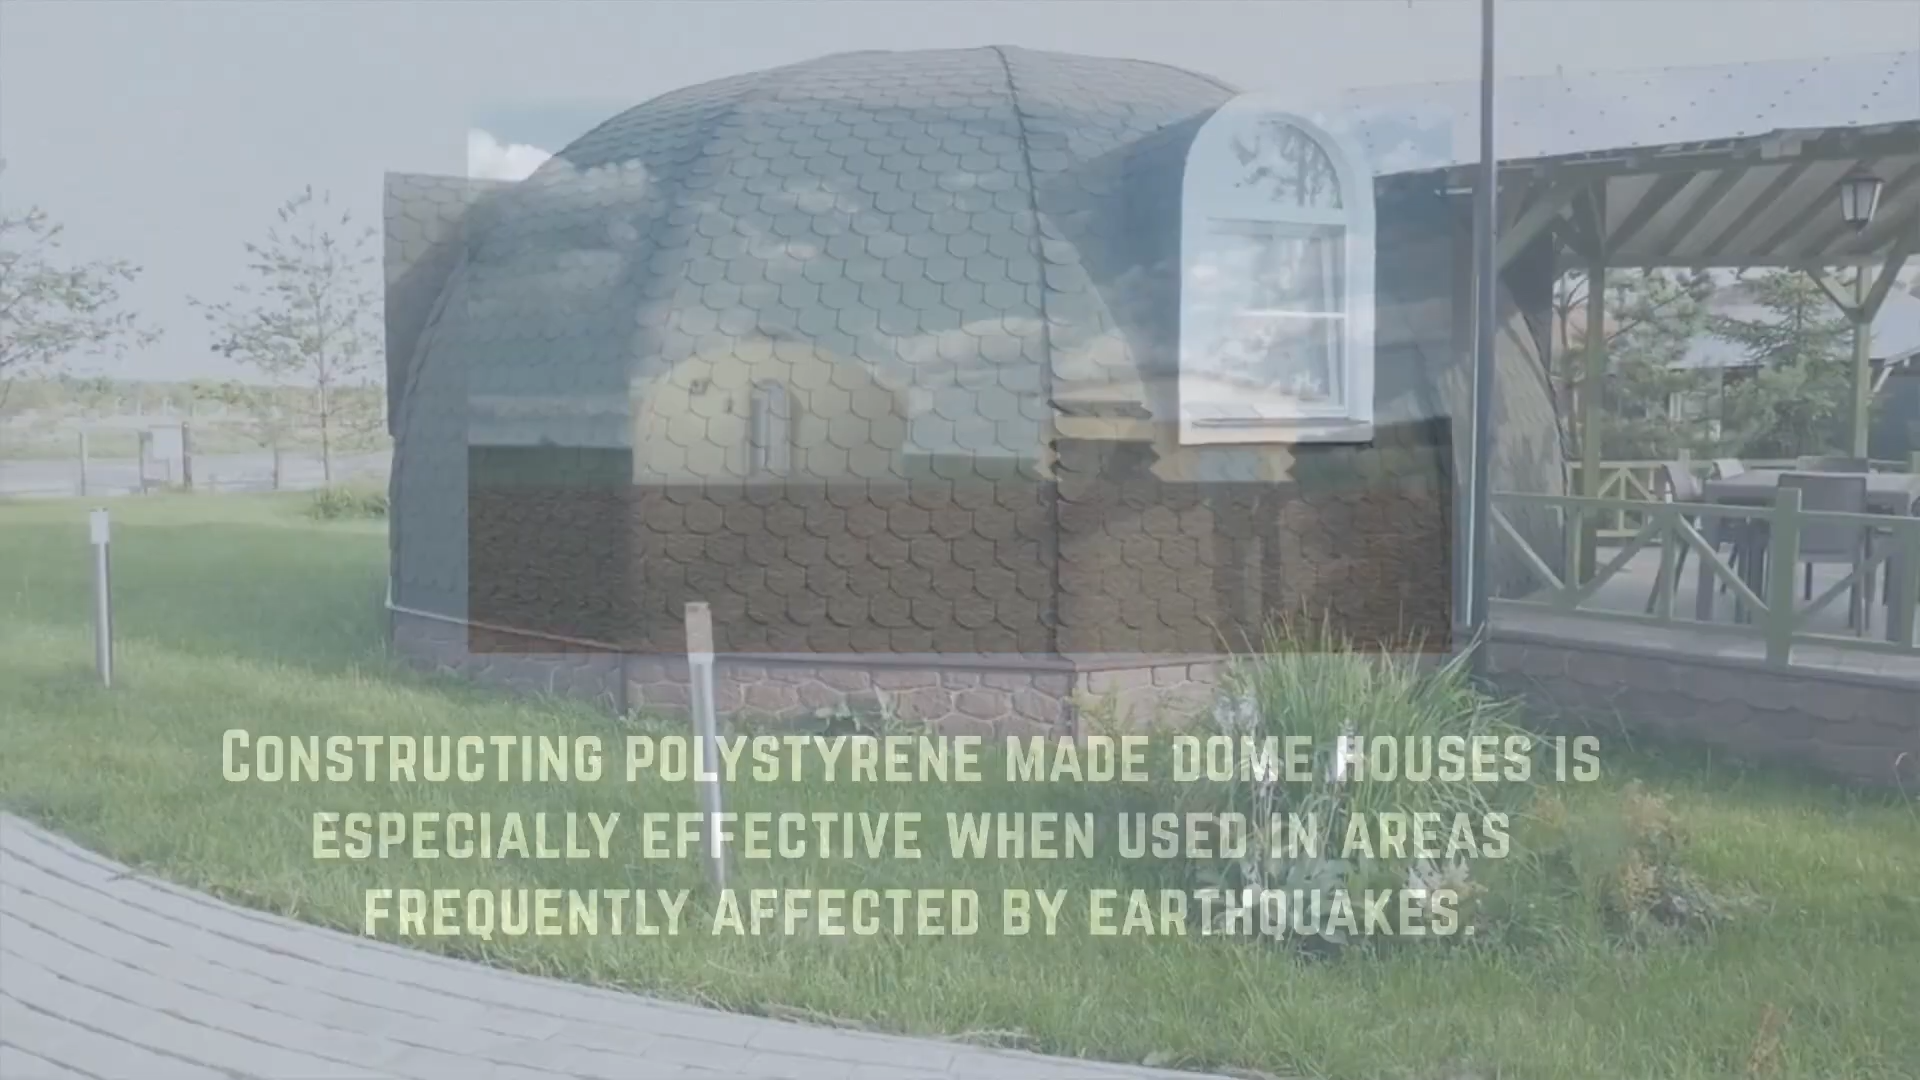 Constructing polystyrene made dome houses is
especially effective when used in areas
frequently affected by earthquakes.